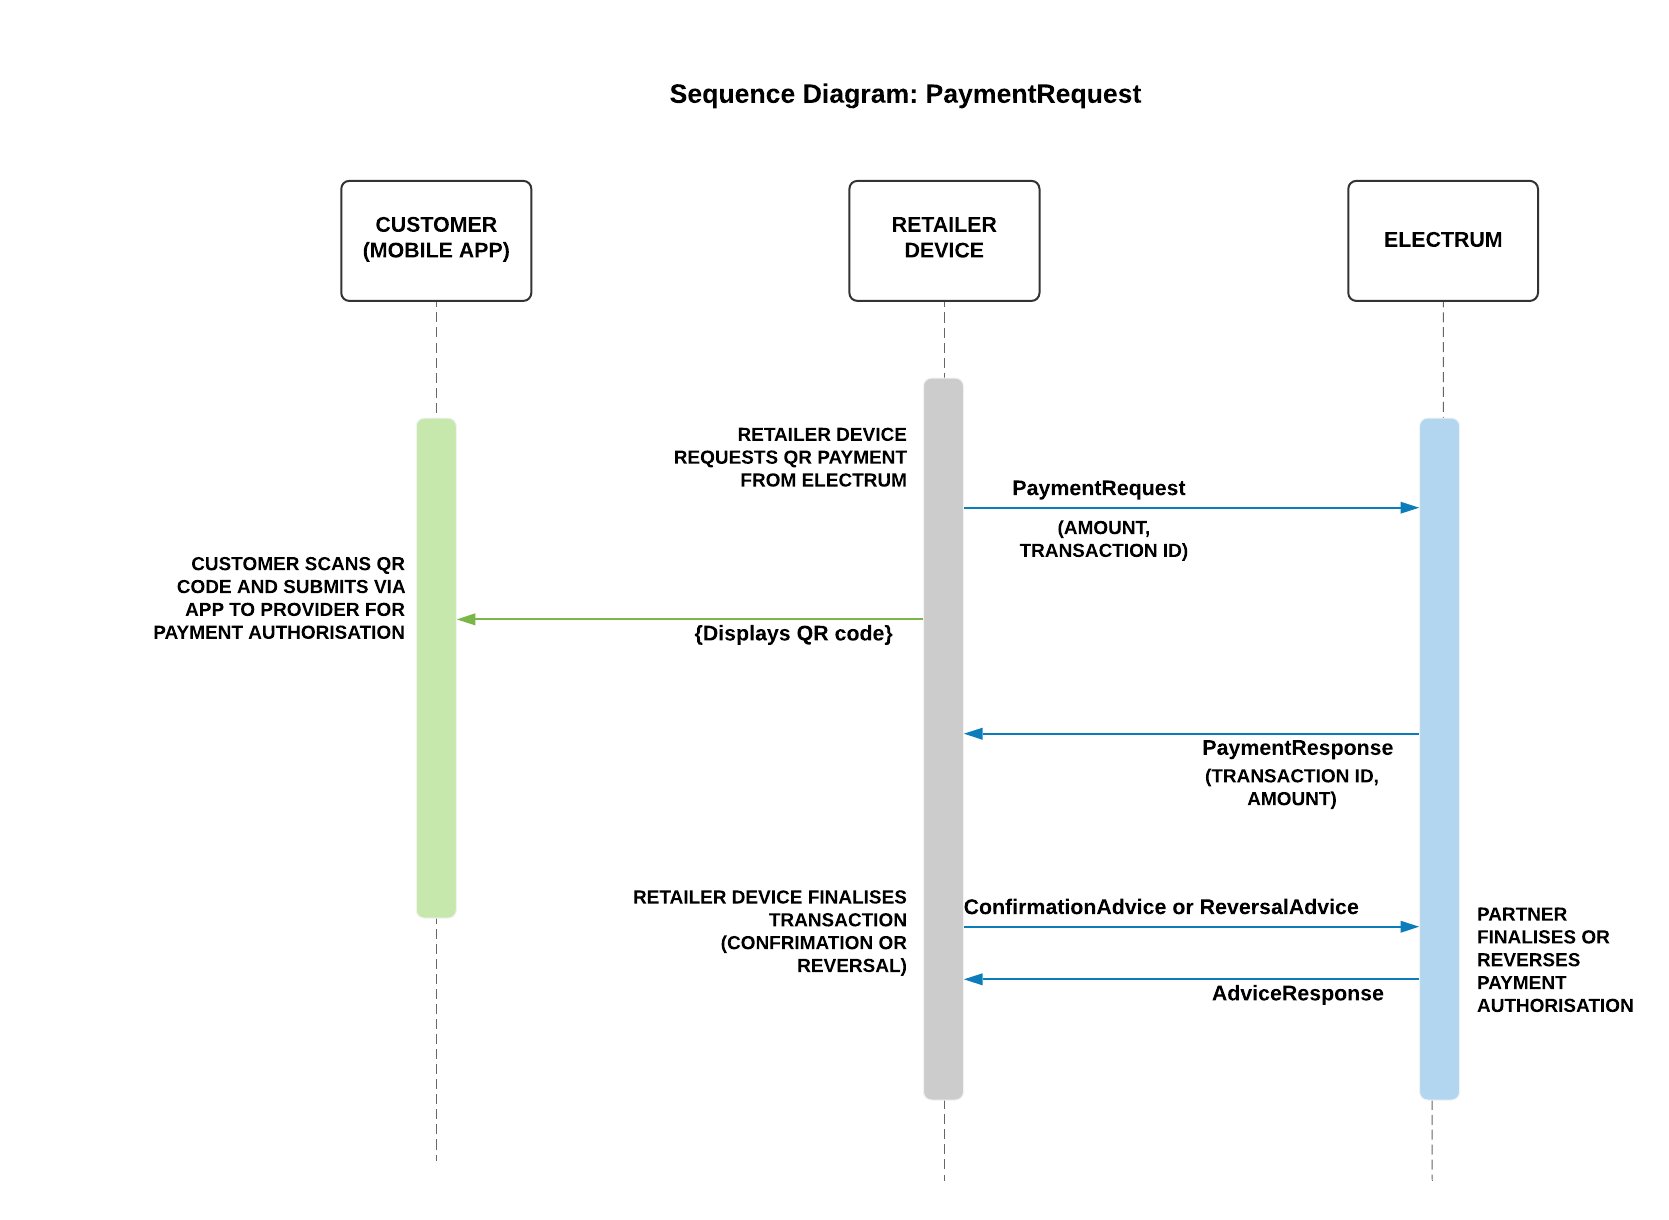 Sequence Diagram: PaymentRequest
CUSTOMER
(MOBILE APP)
RETAILER
DEVICE
ELECTRUM
RETAILER DEVICE
REQUESTS QR PAYMENT
FROM ELECTRUM
PaymentRequest
(AMOUNT,
TRANSACTION ID)
CUSTOMER SCANS QR
CODE AND SUBMITS VIA
APP TO PROVIDER FOR
PAYMENT AUTHORISATION
{Displays QR code}
PaymentResponse
(TRANSACTION ID,
AMOUNT)
RETAILER DEVICE FINALISES
TRANSACTION
(CONFRIMATION OR
REVERSAL)
ConfirmationAdvice or ReversalAdvice
AdviceResponse
PARTNER
FINALISES OR
REVERSES
PAYMENT
AUTHORISATION